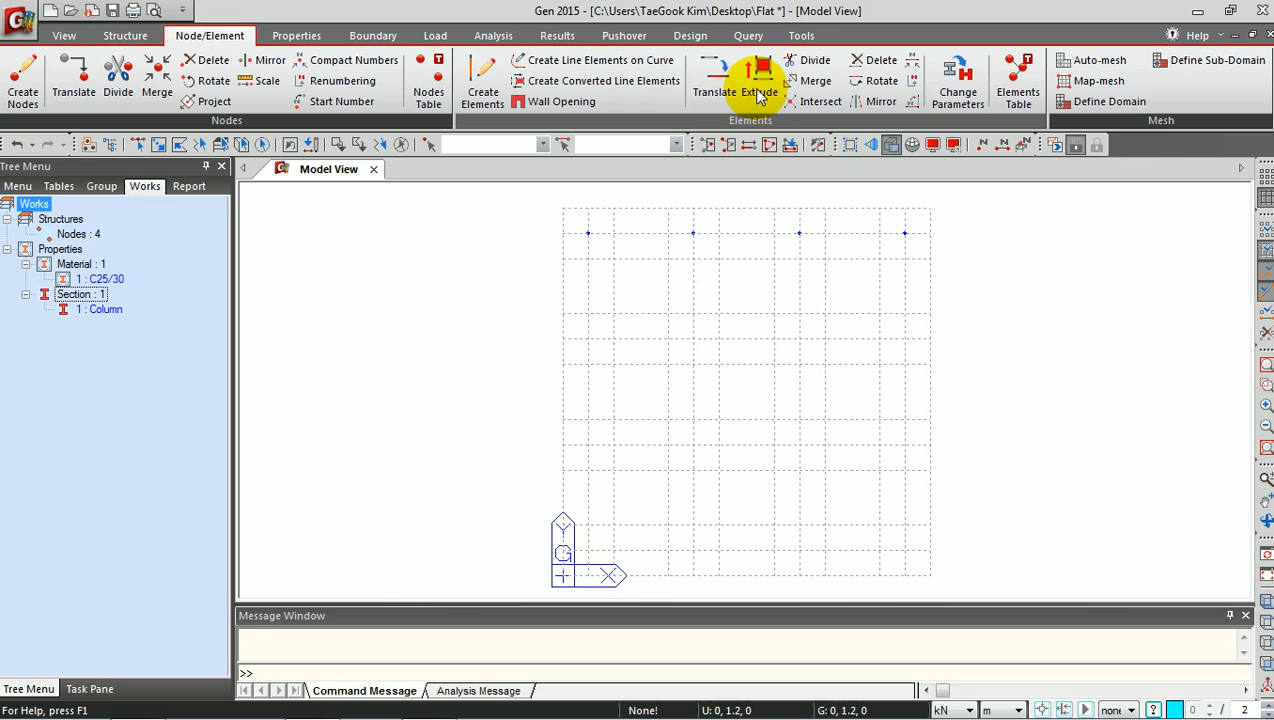 Gen 2015 - [C:\Users\TaeGook Kim\Desktop\Flat *] - [Model View]
View Structure Node/Element Properties Boundary Load Analysis Results Pushover Design Query Tools Help
Create Nodes
Translate
Divide
Merge
Delete
Rotate
Project
Mirror
Scale
Compact Numbers
Renumbering
Start Number
Nodes Table
Create Elements
Create Line Elements on Curve
Create Converted Line Elements
Wall Opening
Translate
Extrude
Divide
Merge
Intersect
Delete
Rotate
Mirror
Change Parameters
Elements Table
Auto-mesh
Map-mesh
Define Domain
Define Sub-Domain
Nodes Elements Mesh
Tree Menu
Menu Tables Group Works Report
Works
Structures
Nodes : 4
Properties
Material : 1
1 : C25/30
Section : 1
1 : Column
Model View
Y
G
X
Message Window
>>
Command Message Analysis Message
Tree Menu Task Pane
For Help, press F1
None!
U: 0, 1.2, 0
G: 0, 1.2, 0
kN
m
none
0 / 2